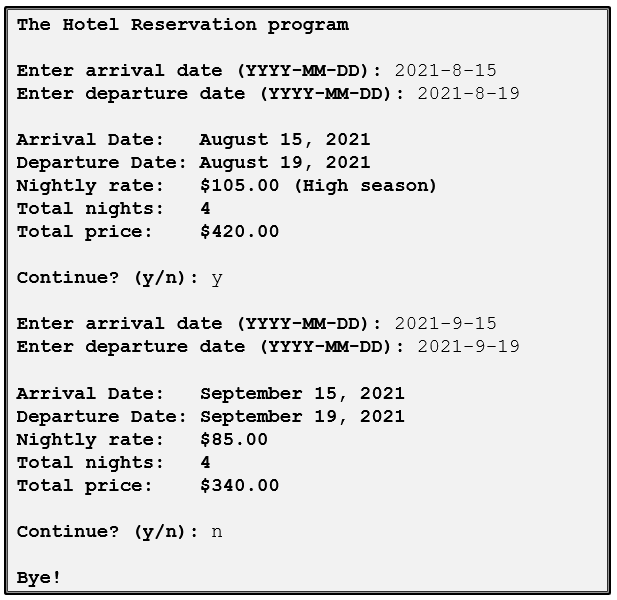 The Hotel Reservation program
Enter arrival date (YYYY-MM-DD): 2021-8-15
Enter departure date (YYYY-MM-DD): 2021-8-19
Arrival Date:   August 15, 2021
Departure Date: August 19, 2021
Nightly rate:   $105.00 (High season)
Total nights:   4
Total price:    $420.00
Continue? (y/n): y
Enter arrival date (YYYY-MM-DD): 2021-9-15
Enter departure date (YYYY-MM-DD): 2021-9-19
Arrival Date:   September 15, 2021
Departure Date: September 19, 2021
Nightly rate:   $85.00
Total nights:   4
Total price:    $340.00
Continue? (y/n): n
Bye!